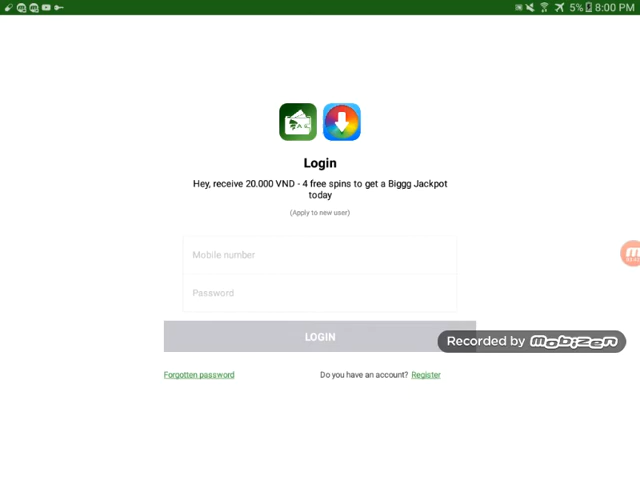 5% 8:00 PM
Login
Hey, receive 20.000 VND - 4 free spins to get a Biggg Jackpot
today
(Apply to new user)
Mobile number
Password
LOGIN
Recorded by mobizen
Forgotten password
Do you have an account? Register